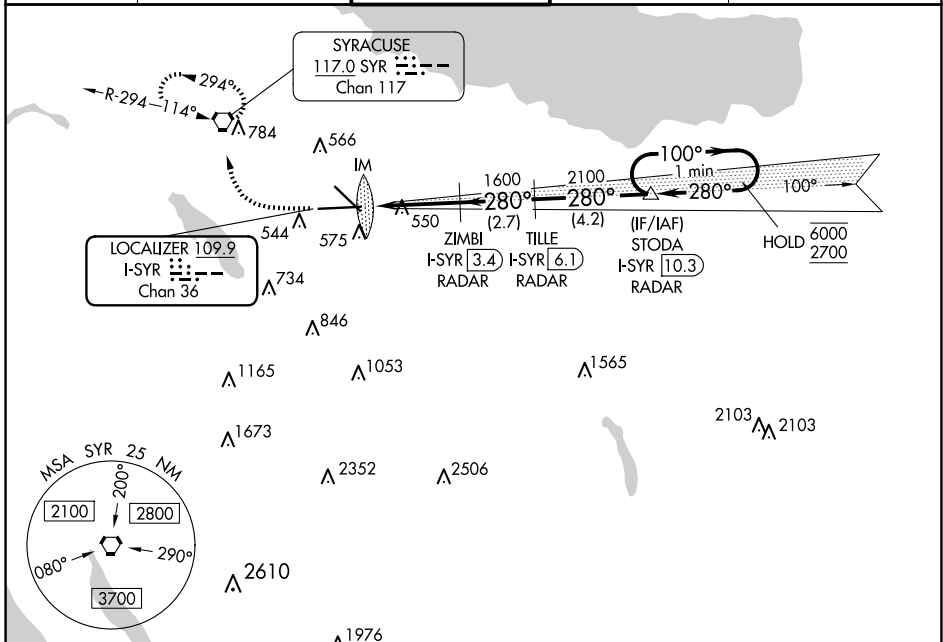 SYRACUSE
117.0 SYR
Chan 117
294°
R-294
114°
784
566
IM
550
544
575
LOCALIZER 109.9
I-SYR
Chan 36
1600
280°
(2.7)
2100
280°
(4.2)
100°
1 min
280°
100°
ZIMBI
I-SYR 3.4
RADAR
TILLE
I-SYR 6.1
RADAR
(IF/IAF)
STODA
I-SYR 10.3
RADAR
HOLD
6000
2700
734
846
1165
1053
1565
1673
2103
2103
2352
2506
MSA SYR 25 NM
200°
2100
2800
080°
290°
3700
2610
1976